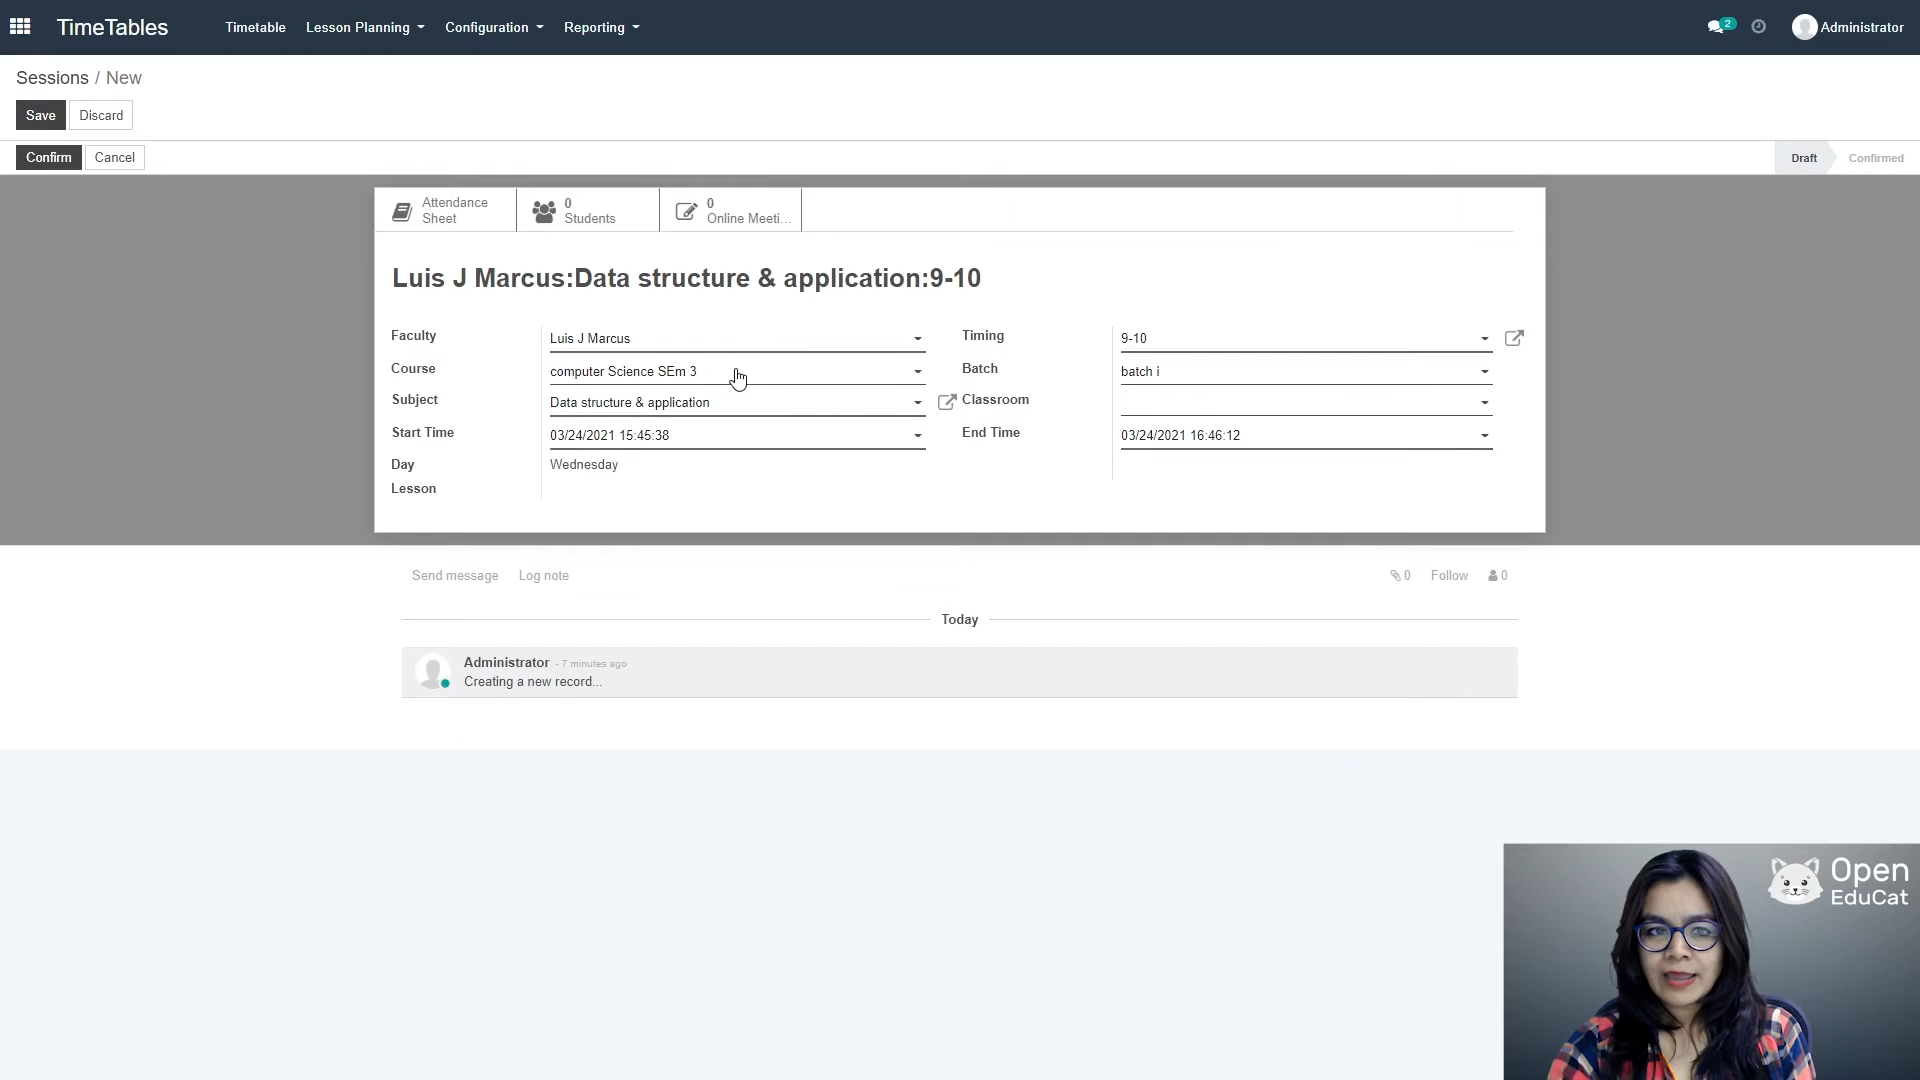 TimeTables Timetable Lesson Planning Configuration Reporting 2 Administrator
Sessions / New
Save Discard
Confirm Cancel Draft Confirmed
Attendance Sheet
0 Students
0 Online Meeti...
Luis J Marcus:Data structure & application:9-10
Faculty Luis J Marcus Timing 9-10
Course computer Science SEm 3 Batch batch i
Subject Data structure & application Classroom
Start Time 03/24/2021 15:45:38 End Time 03/24/2021 16:46:12
Day Wednesday
Lesson
Send message Log note 0 Follow 0
Today
Administrator - 7 minutes ago
Creating a new record...
Open
EduCat